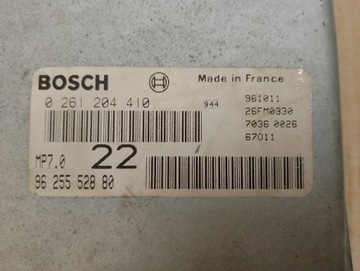 BOSCH Made in France
0 261 204 410 944 961011
26FM0330
7036 0026
67011
MP7.0 22
96 255 528 80